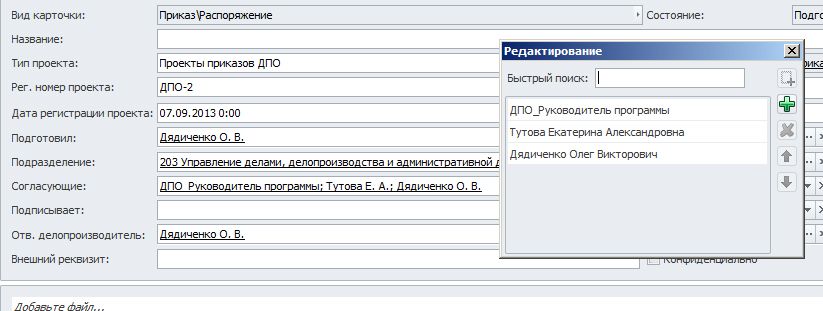 Вид карточки: Приказ\Распоряжение Состояние: Подго
Название:
Тип проекта: Проекты приказов ДПО
Рег. номер проекта: ДПО-2
Дата регистрации проекта: 07.09.2013 0:00
Подготовил: Дядиченко О. В.
Подразделение: 203 Управление делами, делопроизводства и административной д
Согласующие: ДПО_Руководитель программы; Тутова Е. А.; Дядиченко О. В.
Подписывает:
Отв. делопроизводитель: Дядиченко О. В.
Внешний реквизит:
Конфиденциально
Редактирование
Быстрый поиск:
ДПО_Руководитель программы
Тутова Екатерина Александровна
Дядиченко Олег Викторович
Добавьте файл...